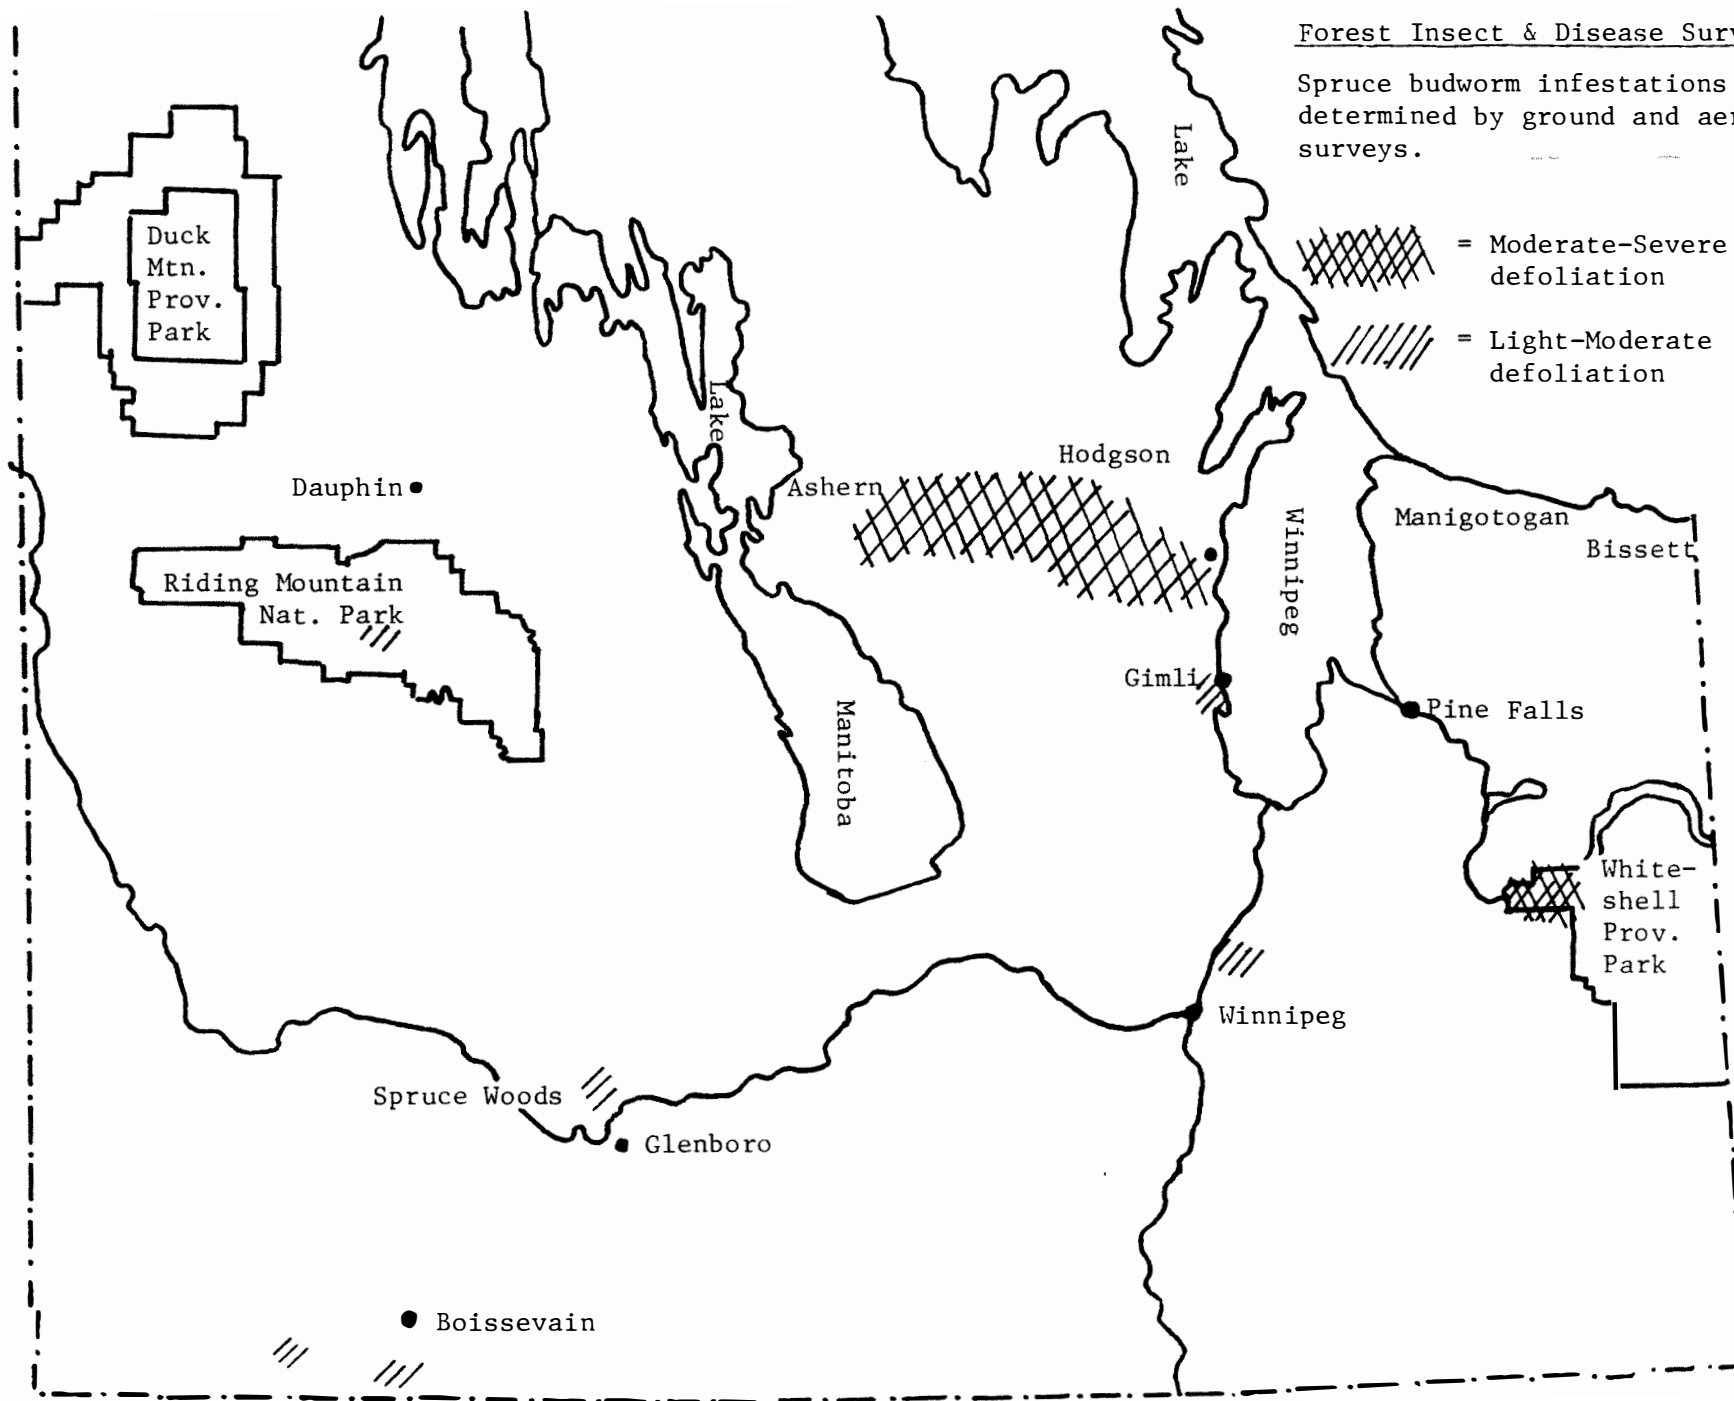 Forest Insect & Disease
Spruce budworm infestations
determined by ground and
surveys.
= Moderate-Severe
defoliation
= Light-Moderate
defoliation
Lake
Winnipeg
Duck
Mtn.
Prov.
Park
Lake
Manitoba
Dauphin
Ashern
Hodgson
Manigotogan
Bissett
Riding Mountain
Nat. Park
Gimli
Pine Falls
White-
shell
Prov.
Park
Winnipeg
Spruce Woods
Glenboro
Boissevain